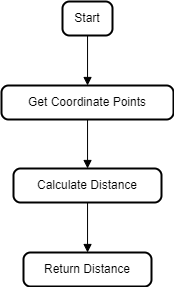 Start
Get Coordinate Points
Calculate Distance
Return Distance